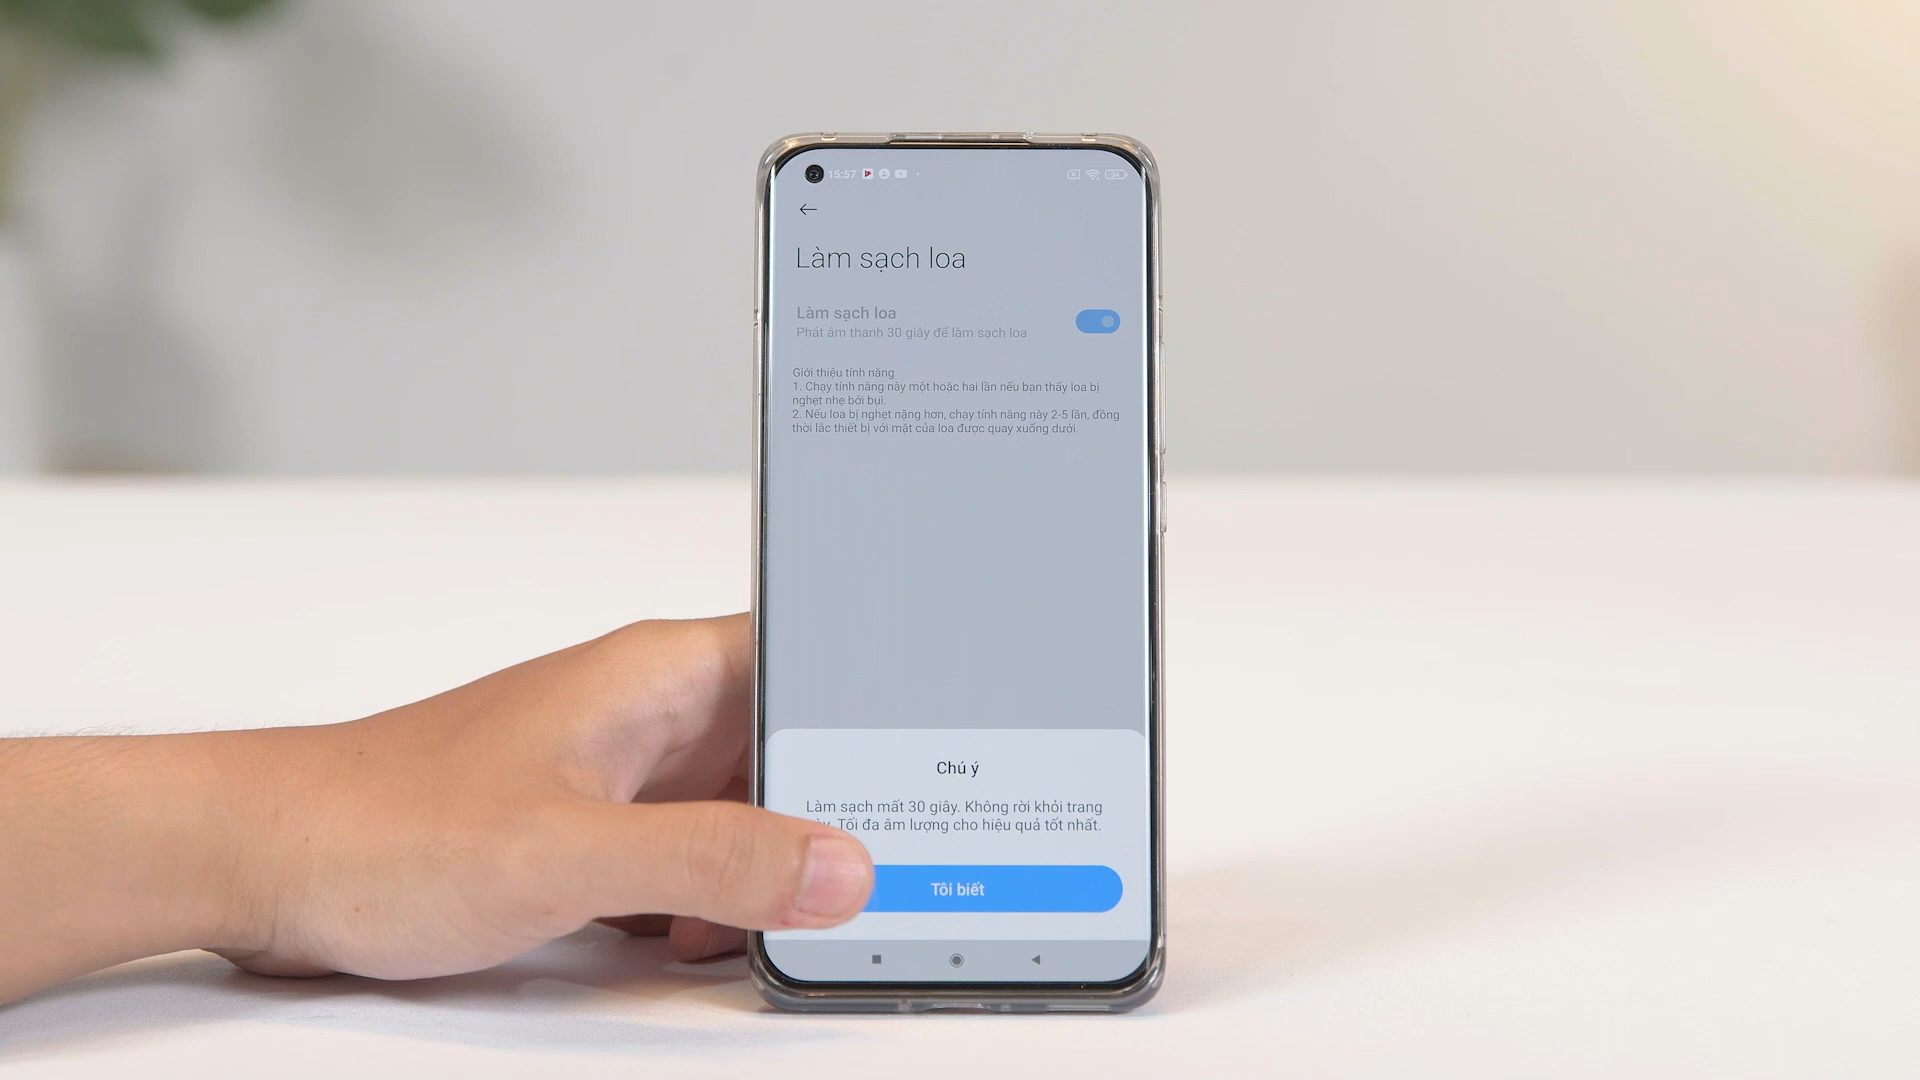 15:57
Làm sạch loa
Làm sạch loa
Phát âm thanh 30 giây để làm sạch loa
Giới thiệu tính năng
1. Chạy tính năng này một hoặc hai lần nếu bạn thấy loa bị
nghẹt nhẹ bởi bụi.
2. Nếu loa bị nghẹt nặng hơn, chạy tính năng này 2-5 lần, đồng
thời lắc thiết bị với mặt của loa được quay xuống dưới.
Chú ý
Làm sạch mất 30 giây. Không rời khỏi trang
Tối đa âm lượng cho hiệu quả tốt nhất.
Tôi biết